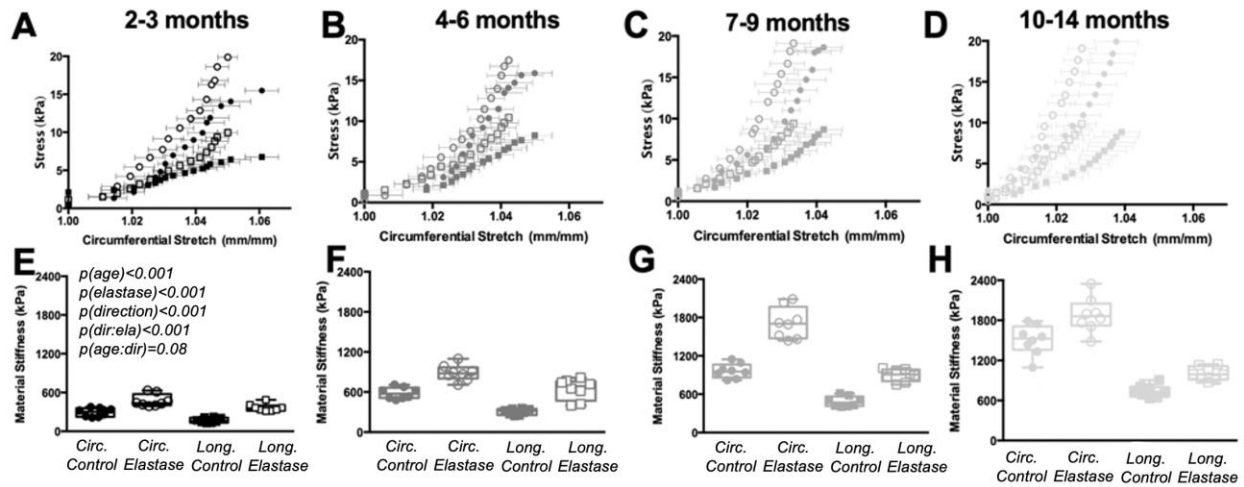 A 2-3 months
20
15
10
5
0
Stress (kPa)
1.00 1.02 1.04 1.06
Circumferential Stretch (mm/mm)
B 4-6 months
20
15
10
5
0
Stress (kPa)
1.00 1.02 1.04 1.06
Circumferential Stretch (mm/mm)
C 7-9 months
20
15
10
5
0
Stress (kPa)
1.00 1.02 1.04 1.06
Circumferential Stretch (mm/mm)
D 10-14 months
20
15
10
5
0
Stress (kPa)
1.00 1.02 1.04 1.06
Circumferential Stretch (mm/mm)
E
p(age)<0.001
p(elastase)<0.001
p(direction)<0.001
p(dir:ela)<0.001
p(age:dir)=0.08
2400
1800
1200
600
0
Material Stiffness (kPa)
Circ. Circ. Long. Long.
Control Elastase Control Elastase
F
2400
1800
1200
600
0
Material Stiffness (kPa)
Circ. Circ. Long. Long.
Control Elastase Control Elastase
G
2400
1800
1200
600
0
Material Stiffness (kPa)
Circ. Circ. Long. Long.
Control Elastase Control Elastase
H
2400
1800
1200
600
0
Material Stiffness (kPa)
Circ. Circ. Long. Long.
Control Elastase Control Elastase